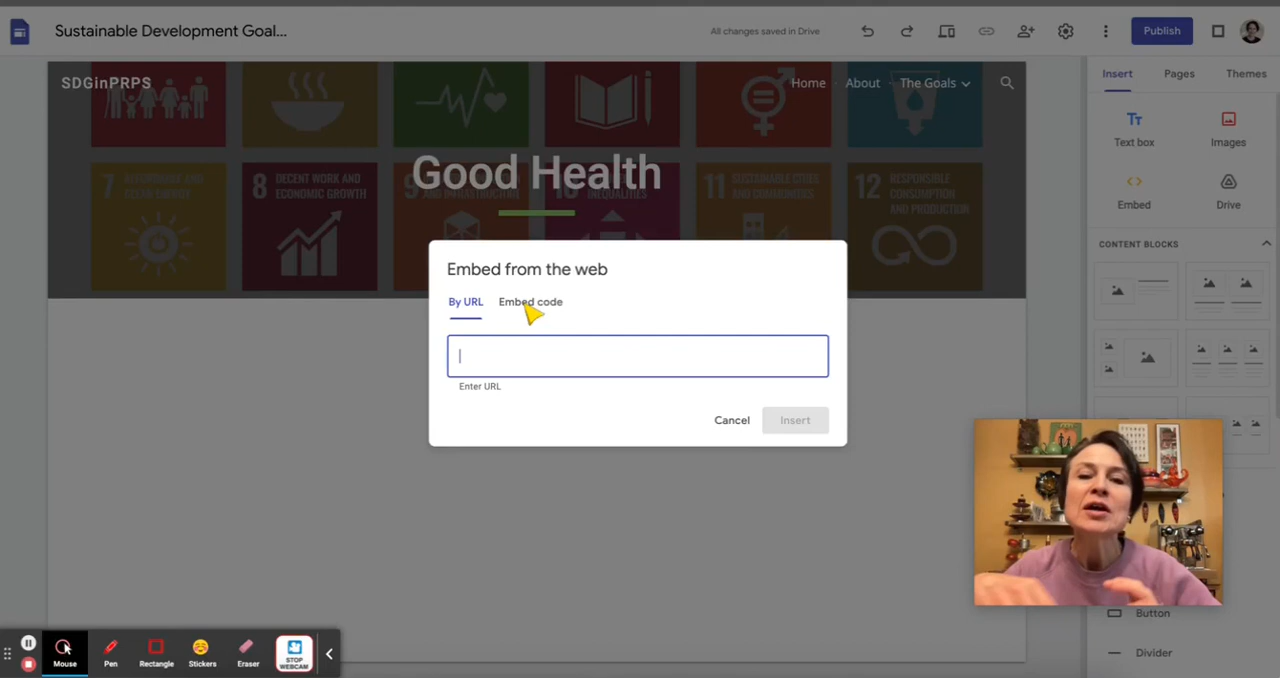 Sustainable Development Goal...
All changes saved in Drive
Publish
SDGinPRPS
Home
About
The Goals
Insert
Pages
Themes
Text box
Images
Embed
Drive
CONTENT BLOCKS
Good Health
7
8 DECENT WORK AND
ECONOMIC GROWTH
9
10
11 SUSTAINABLE CITIES
AND COMMUNITIES
12 RESPONSIBLE
CONSUMPTION
AND PRODUCTION
Embed from the web
By URL
Embed code
Enter URL
Cancel
Insert
Button
Divider
Mouse
Pen
Rectangle
Stickers
Eraser
STOP
WEBCAM